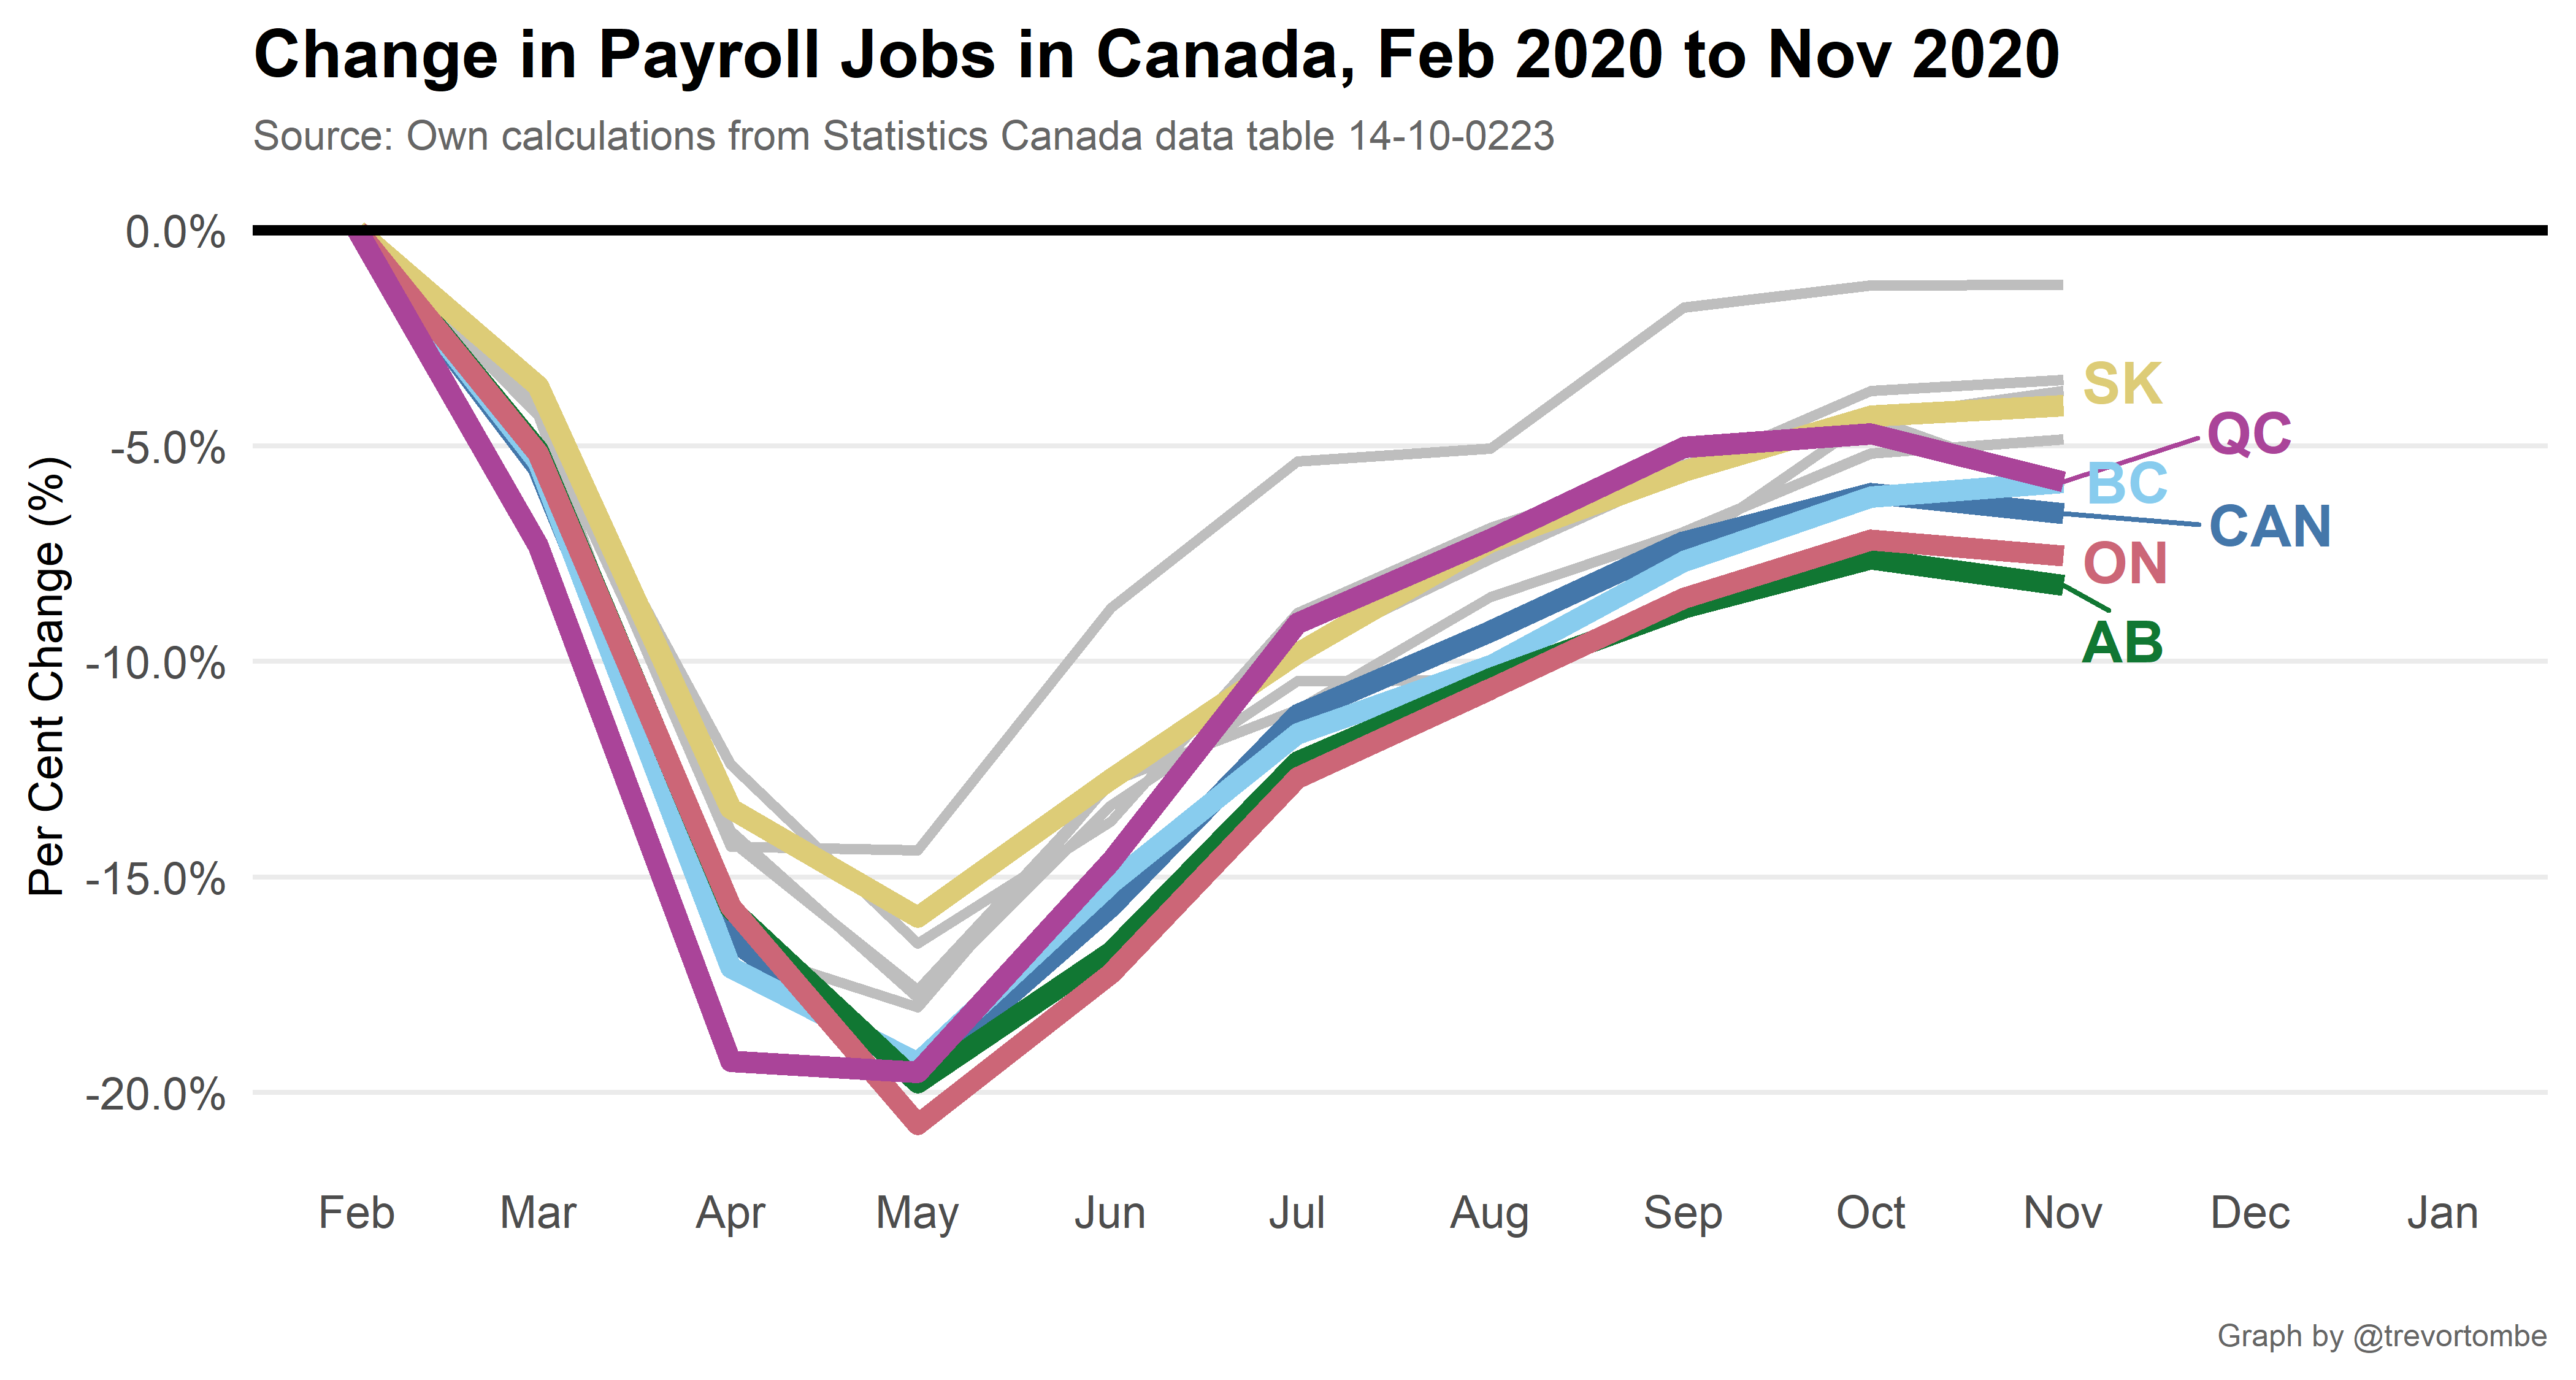 Change in Payroll Jobs in Canada, Feb 2020 to Nov 2020
Source: Own calculations from Statistics Canada data table 14-10-0223
Per Cent Change (%)
0.0%
-5.0%
-10.0%
-15.0%
-20.0%
SK
QC
BC
CAN
ON
AB
Feb Mar Apr May Jun Jul Aug Sep Oct Nov Dec Jan
Graph by @trevortombe